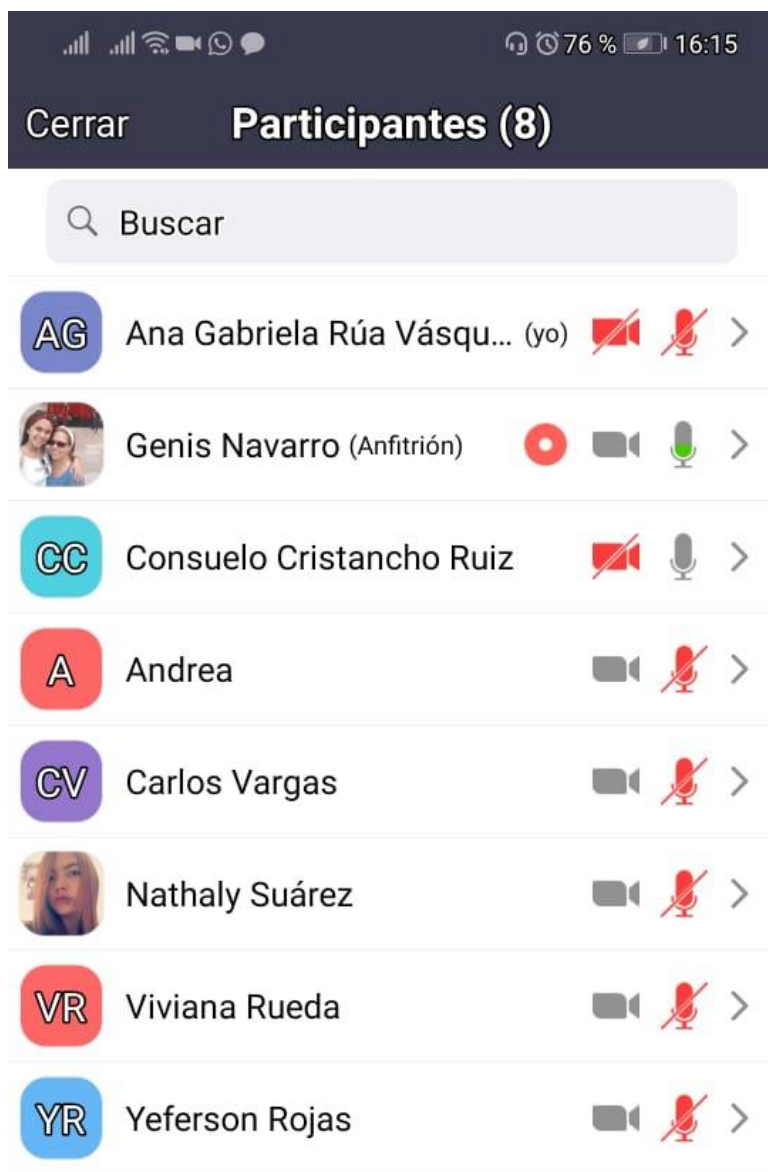 76 % 16:15
Cerrar Participantes (8)
Buscar
AG Ana Gabriela Rúa Vásqu... (yo)
Genis Navarro (Anfitrión)
CC Consuelo Cristancho Ruiz
A Andrea
CV Carlos Vargas
Nathaly Suárez
VR Viviana Rueda
YR Yeferson Rojas